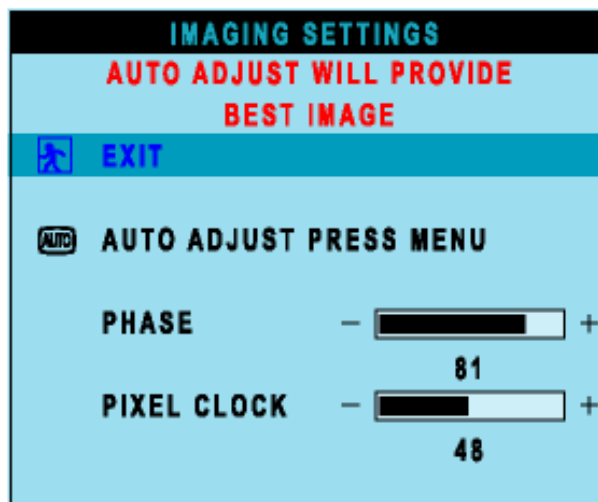 IMAGING SETTINGS
AUTO ADJUST WILL PROVIDE
BEST IMAGE
EXIT
AUTO AUTO ADJUST PRESS MENU
PHASE - +
81
PIXEL CLOCK - +
48